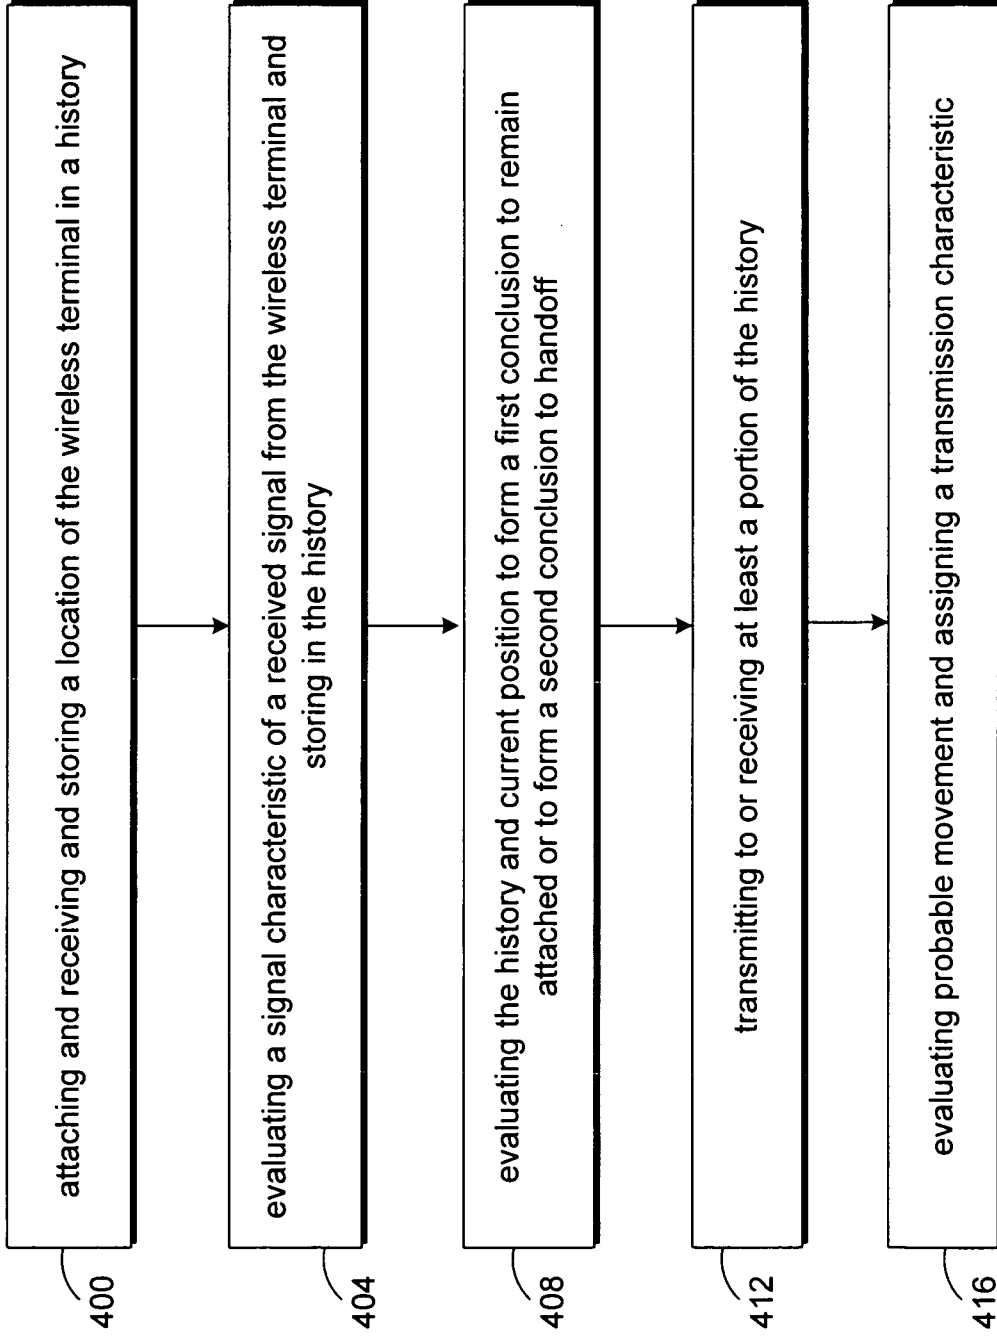 attaching and receiving and storing a location of the wireless terminal in a history
400
evaluating a signal characteristic of a received signal from the wireless terminal and
storing in the history
404
evaluating the history and current position to form a first conclusion to remain
attached or to form a second conclusion to handoff
408
transmitting to or receiving at least a portion of the history
412
evaluating probable movement and assigning a transmission characteristic
416